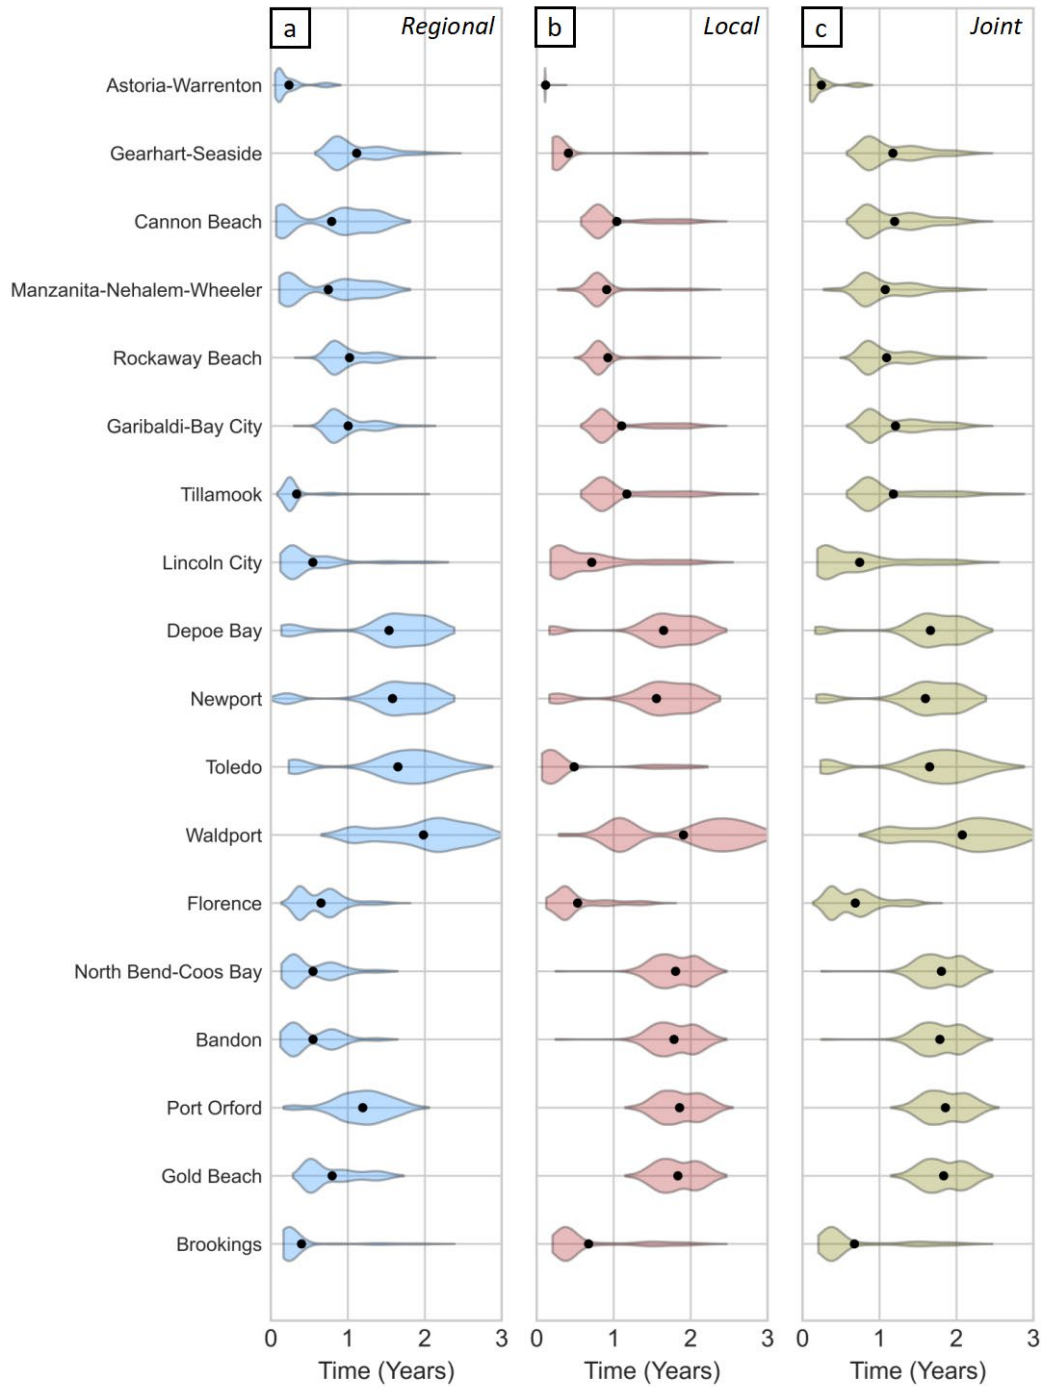 a Regional
b Local
c Joint
Astoria-Warrenton
Gearhart-Seaside
Cannon Beach
Manzanita-Nehalem-Wheeler
Rockaway Beach
Garibaldi-Bay City
Tillamook
Lincoln City
Depoe Bay
Newport
Toledo
Waldport
Florence
North Bend-Coos Bay
Bandon
Port Orford
Gold Beach
Brookings
0 1 2 3
0 1 2 3
0 1 2 3
Time (Years)
Time (Years)
Time (Years)